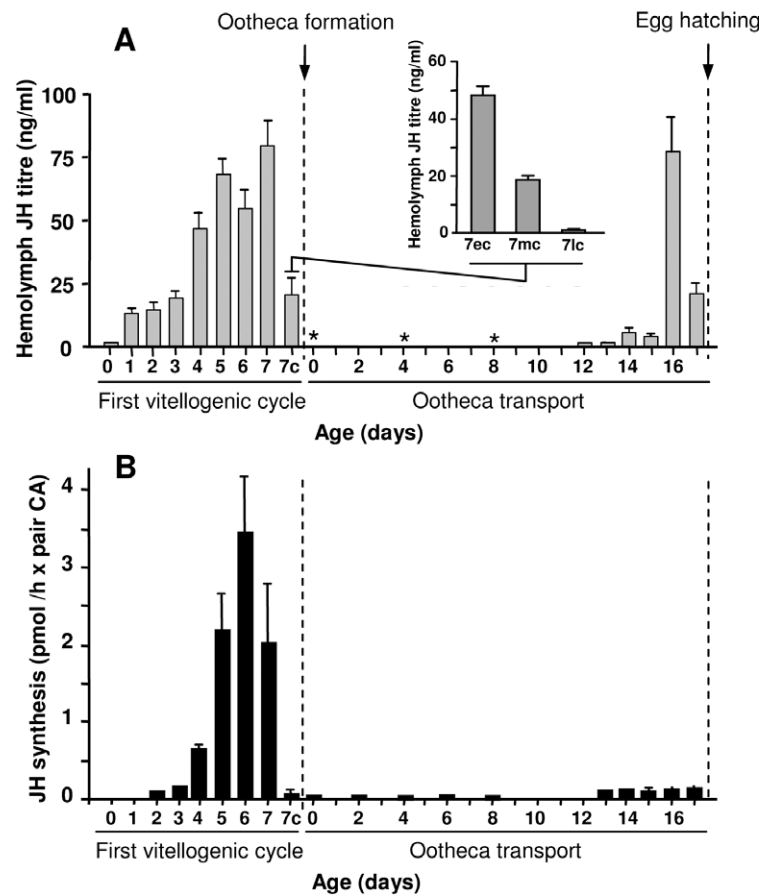 Ootheca formation
Egg hatching
A
Hemolymph JH titre (ng/ml)
100
75
50
25
0
Hemolymph JH titre (ng/ml)
60
40
20
0
7ec 7mc 7lc
* * *
0 1 2 3 4 5 6 7 7c 0 2 4 6 8 10 12 14 16
First vitellogenic cycle Ootheca transport
Age (days)
B
JH synthesis (pmol /h x pair CA)
4
3
2
1
0
0 1 2 3 4 5 6 7 7c 0 2 4 6 8 10 12 14 16
First vitellogenic cycle Ootheca transport
Age (days)